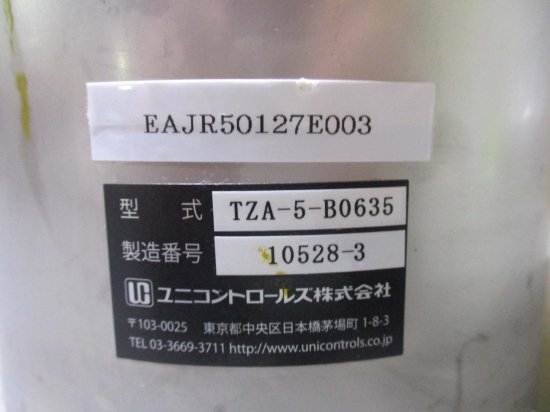 EAJR50127E003
型 式 TZA-5-B0635
製造番号 10528-3
UC ユニコントロールズ株式会社
〒103-0025 東京都中央区日本橋茅場町 1-8-3
TEL 03-3669-3711 http://www.unicontrols.co.jp